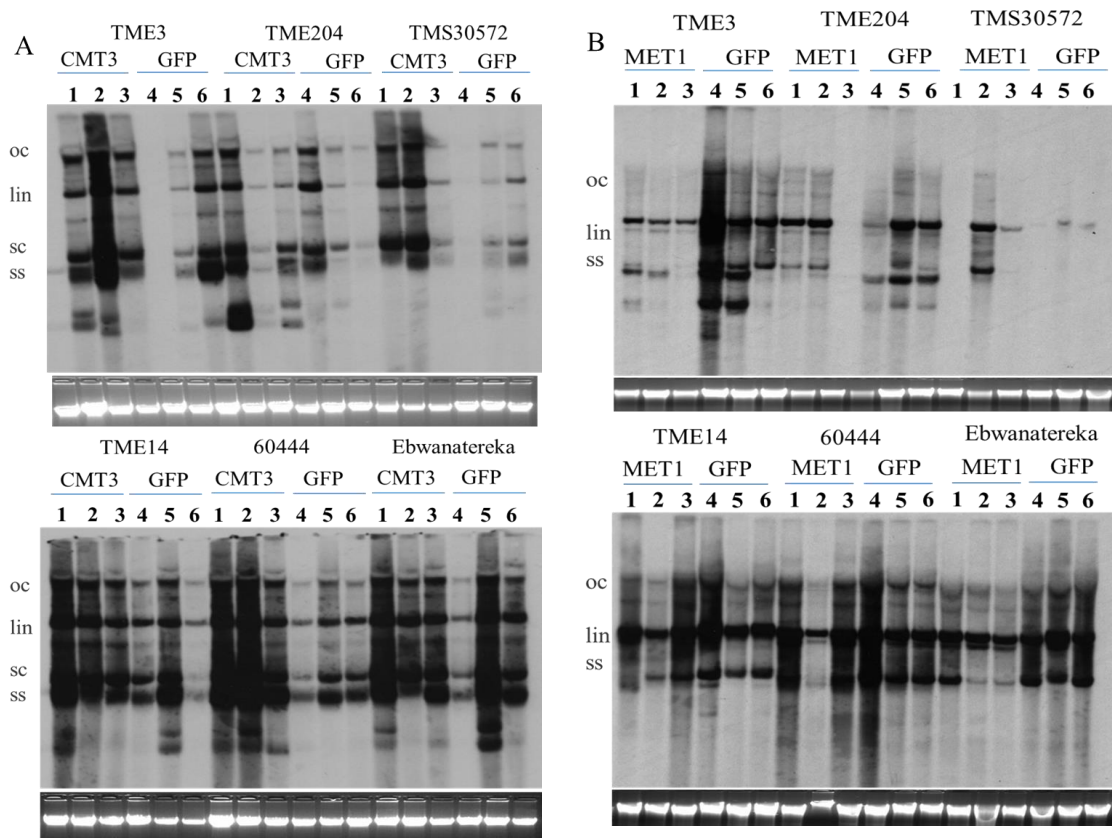 A
TME3 TME204 TMS30572
CMT3 GFP CMT3 GFP CMT3 GFP
1 2 3 4 5 6 1 2 3 4 5 6 1 2 3 4 5 6
oc
lin
sc
ss
TME14 60444 Ebwanatereka
CMT3 GFP CMT3 GFP CMT3 GFP
1 2 3 4 5 6 1 2 3 4 5 6 1 2 3 4 5 6
oc
lin
sc
ss
B
TME3 TME204 TMS30572
MET1 GFP MET1 GFP MET1 GFP
1 2 3 4 5 6 1 2 3 4 5 6 1 2 3 4 5 6
oc
lin
ss
TME14 60444 Ebwanatereka
MET1 GFP MET1 GFP MET1 GFP
1 2 3 4 5 6 1 2 3 4 5 6 1 2 3 4 5 6
oc
lin
ss